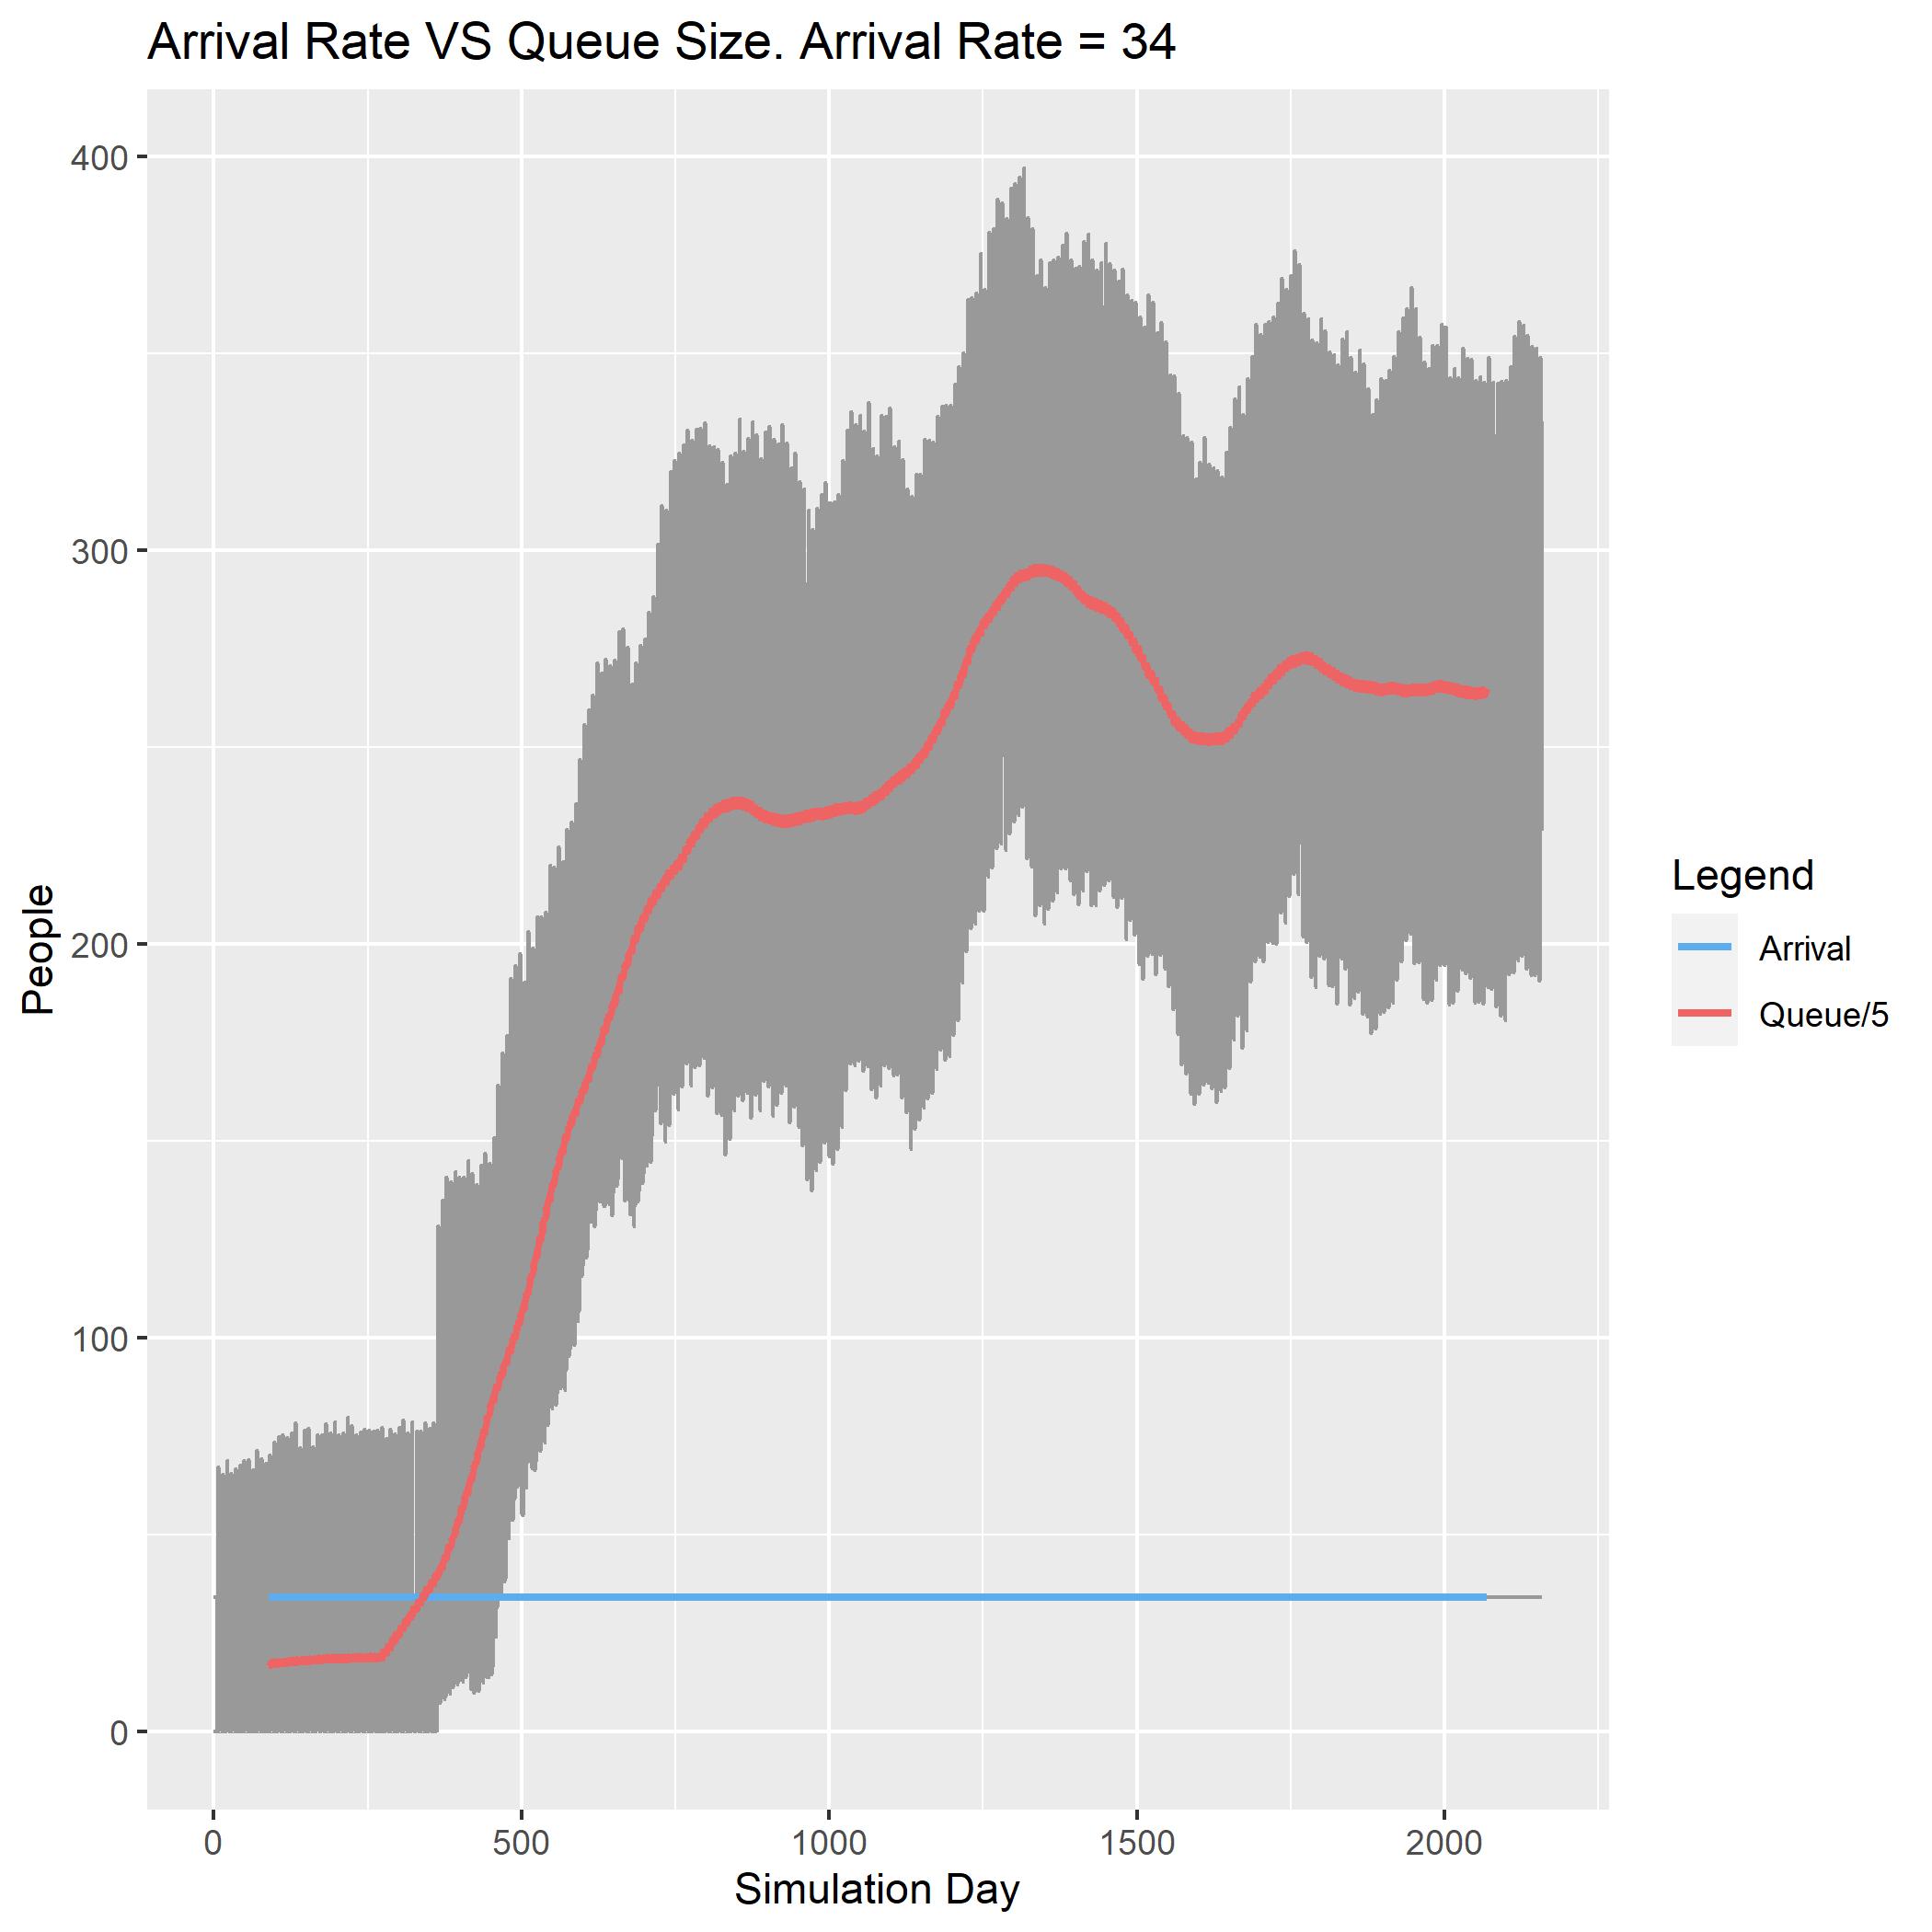 Arrival Rate VS Queue Size. Arrival Rate = 34
400
300
200
100
0
People
0 500 1000 1500 2000
Simulation Day
Legend
Arrival
Queue/5